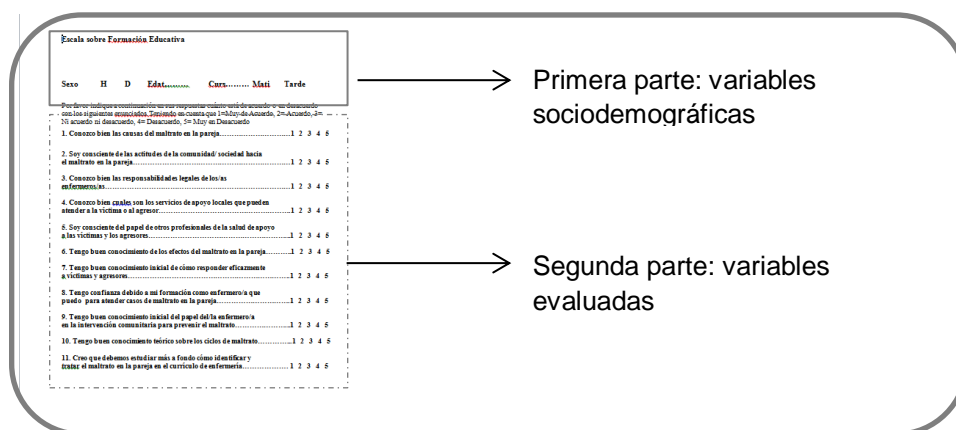 Escala sobre Formación Educativa
Sexo H D Edat......... Curs......... Mati Tarde
Primera parte: variables
sociodemográficas
Por favor indique a continuación en sus respuestas cuánto está de acuerdo o en desacuerdo
con los siguientes enunciados. Teniendo en cuenta que 1=Muy de Acuerdo, 2= Acuerdo, 3=
Ni acuerdo ni desacuerdo, 4= Desacuerdo, 5= Muy en Desacuerdo
1. Conozco bien las causas del maltrato en la pareja.................................1 2 3 4 5
2. Soy consciente de las actitudes de la comunidad/ sociedad hacia
el maltrato en la pareja.................................................................1 2 3 4 5
3. Conozco bien las responsabilidades legales de los/as
enfermeros/as..........................................................................1 2 3 4 5
4. Conozco bien cuales son los servicios de apoyo locales que pueden
atender a la víctima o al agresor......................................................1 2 3 4 5
5. Soy consciente del papel de otros profesionales de la salud de apoyo
a las víctimas y los agresores..........................................................1 2 3 4 5
6. Tengo buen conocimiento de los efectos del maltrato en la pareja...........1 2 3 4 5
7. Tengo buen conocimiento inicial de cómo responder eficazmente
a víctimas y agresores..................................................................1 2 3 4 5
Segunda parte: variables
evaluadas
8. Tengo confianza debido a mi formación como enfermero/a que
puedo para atender casos de maltrato en la pareja..............................1 2 3 4 5
9. Tengo buen conocimiento inicial del papel del/la enfermero/a
en la intervención comunitaria para prevenir el maltrato.......................1 2 3 4 5
10. Tengo buen conocimiento teórico sobre los ciclos de maltrato...............1 2 3 4 5
11. Creo que debemos estudiar más a fondo cómo identificar y
tratar el maltrato en la pareja en el currículo de enfermería....................1 2 3 4 5